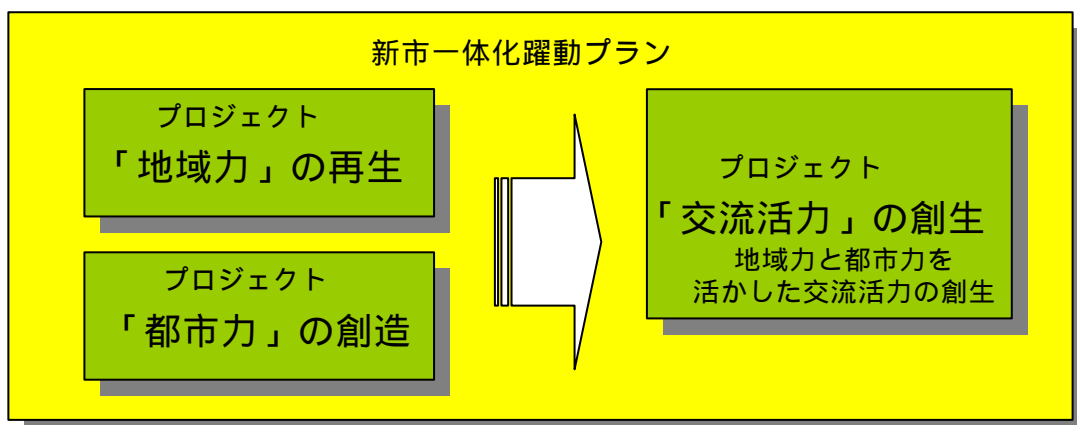 新市一体化躍動プラン
プロジェクト
「地域力」の再生
プロジェクト
「都市力」の創造
プロジェクト
「交流活力」の創生
地域力と都市力を
活かした交流活力の創生